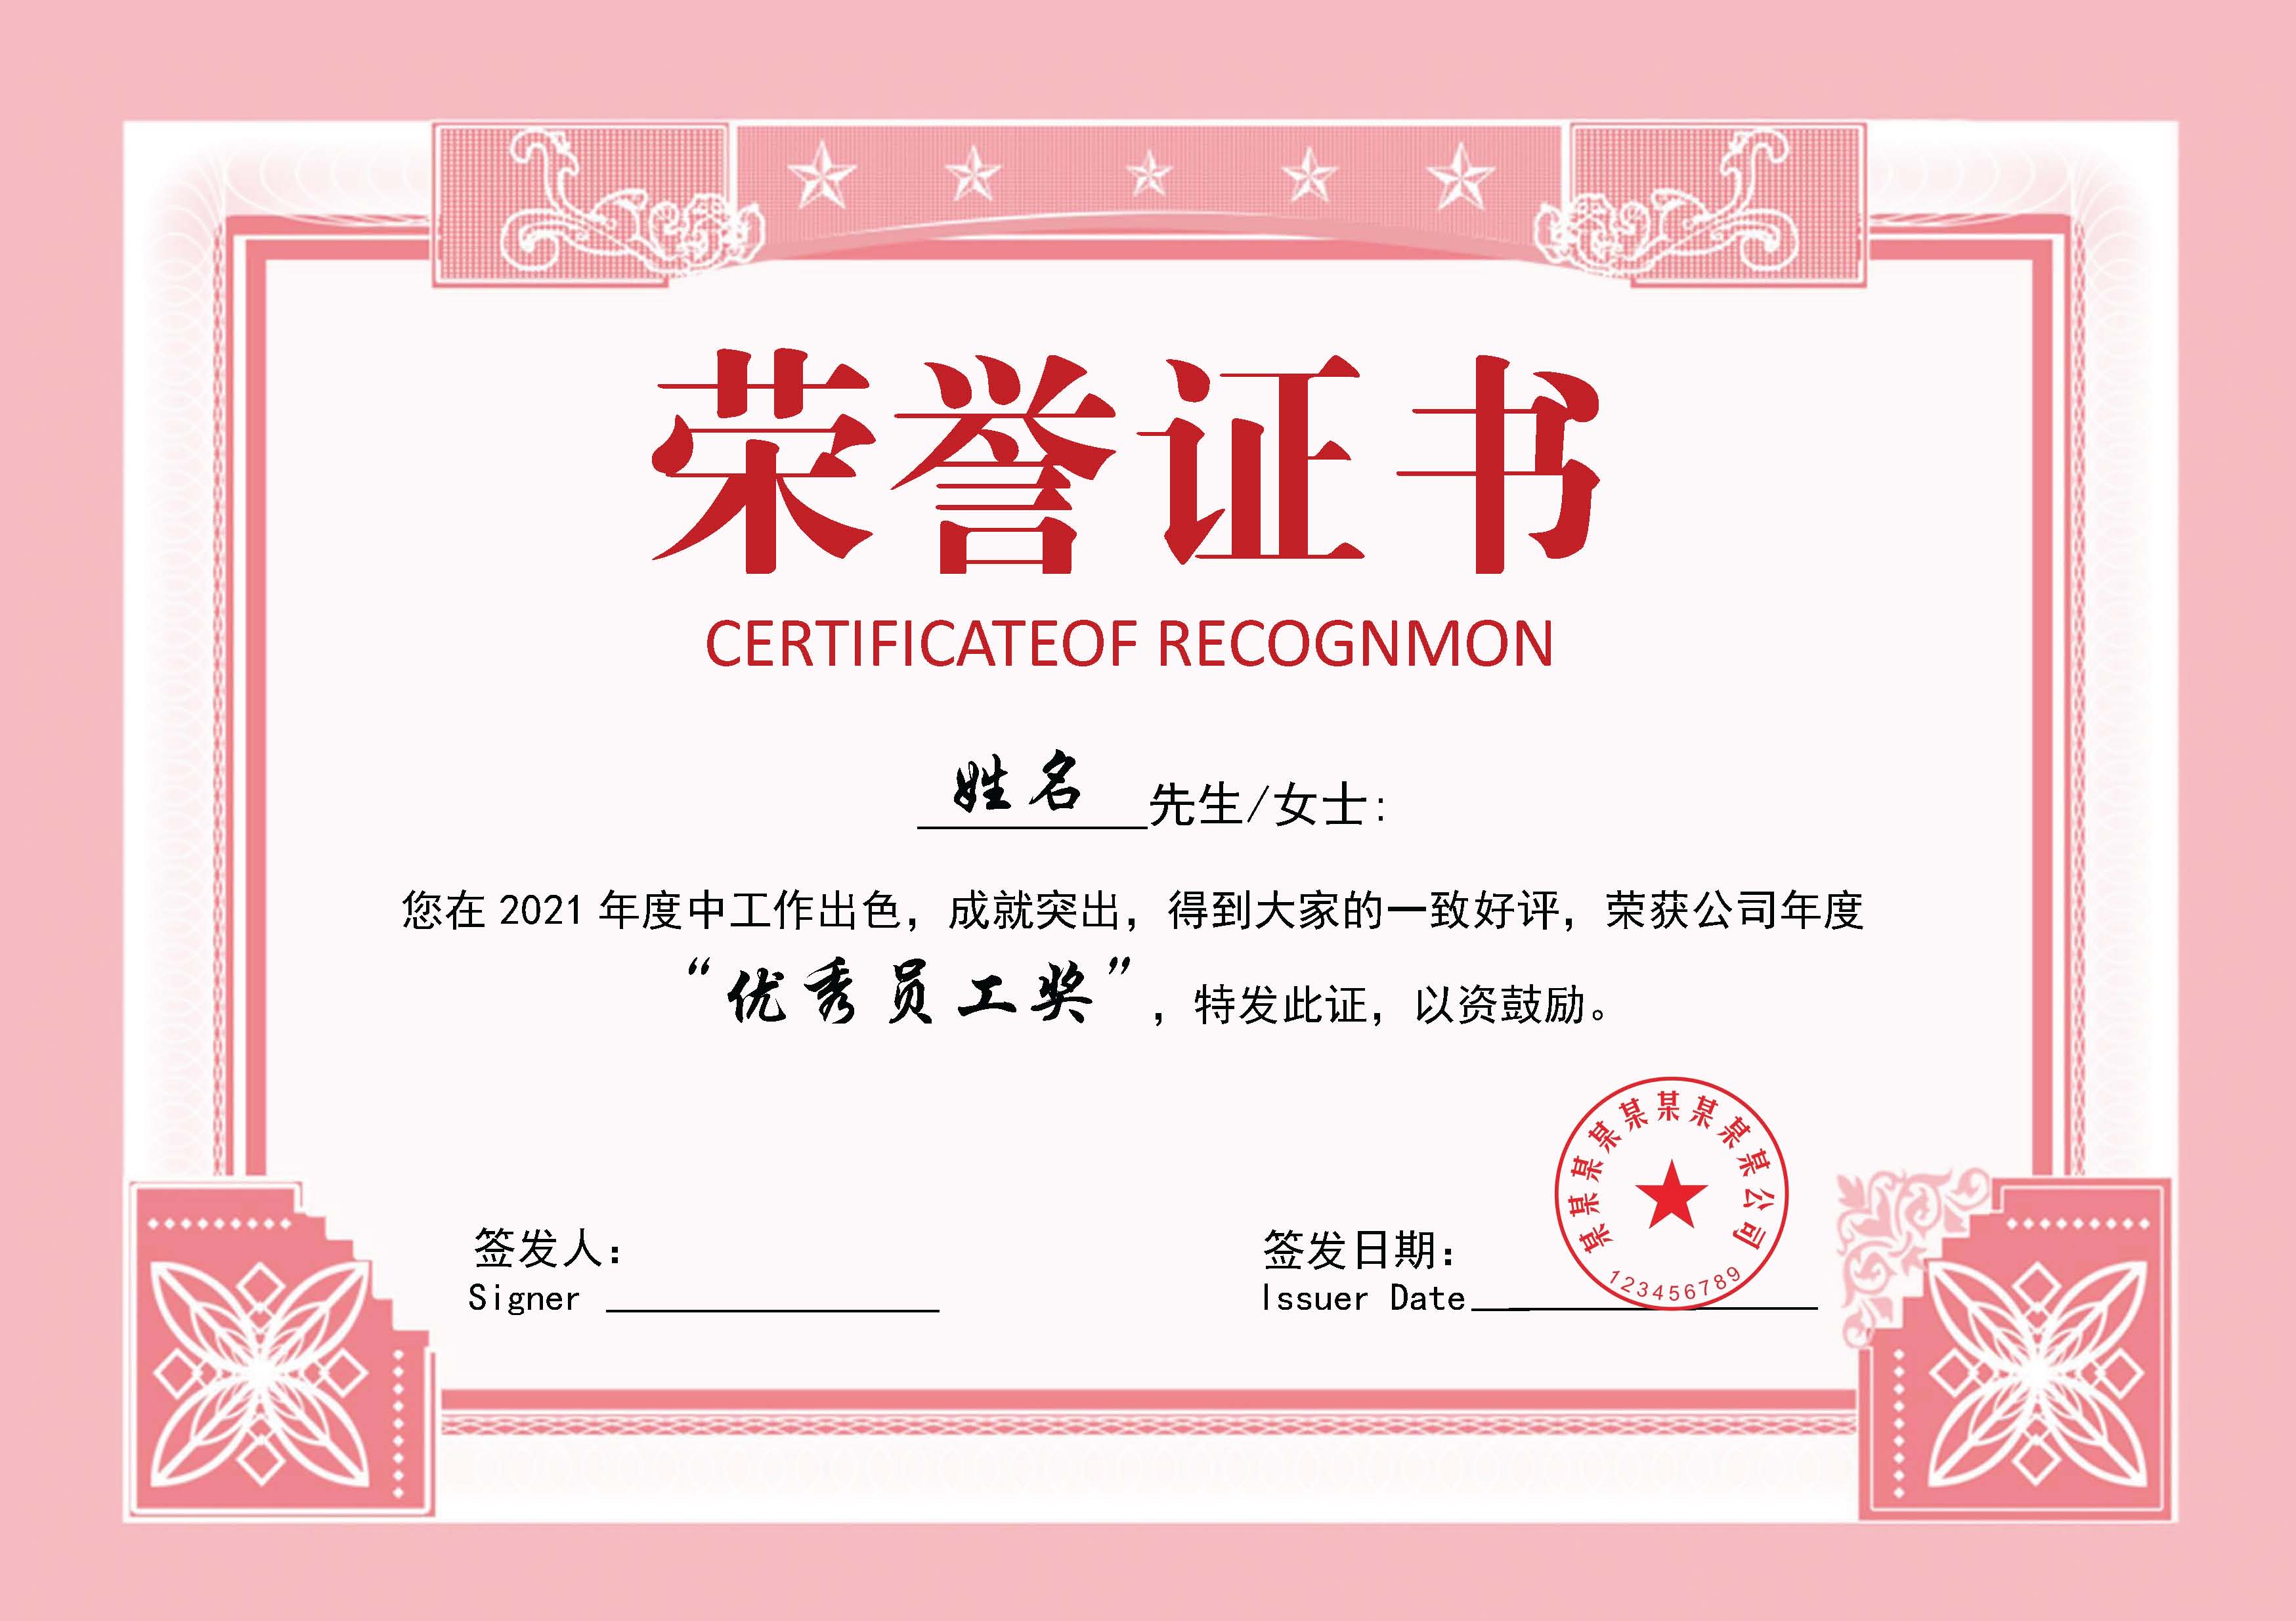 荣誉证书
CERTIFICATEOF RECOGNMON
姓名 先生/女士:
您在 2021 年度中工作出色，成就突出，得到大家的一致好评，荣获公司年度
“优秀员工奖”，特发此证，以资鼓励。
某某某某某某某某某公司
123456789
签发人：
Signer
签发日期：
Issuer Date